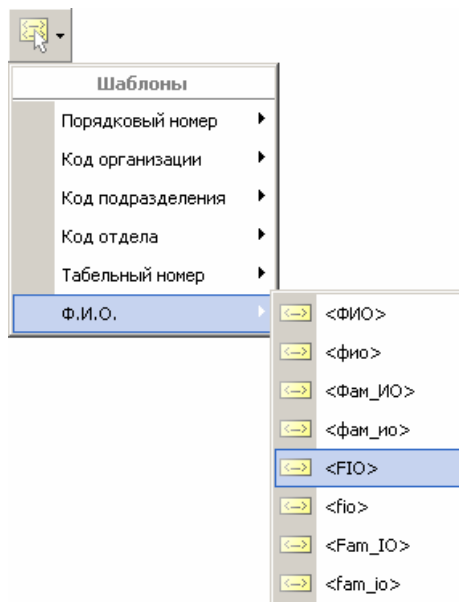 Шаблоны
Порядковый номер
Код организации
Код подразделения
Код отдела
Табельный номер
Ф.И.О.
<ФИО>
<фио>
<Фам_ИО>
<фам_ио>
<FIO>
<fio>
<Fam_IO>
<fam_io>